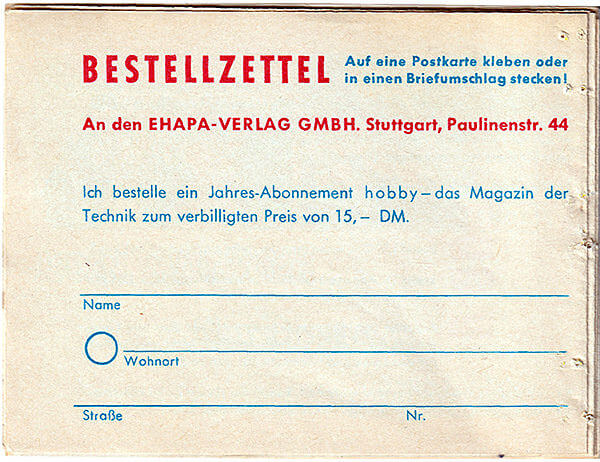 BESTELLZETTEL
Auf eine Postkarte kleben oder
in einen Briefumschlag stecken!
An den EHAPA-VERLAG GMBH. Stuttgart, Paulinenstr. 44
Ich bestelle ein Jahres-Abonnement hobby – das Magazin der
Technik zum verbilligten Preis von 15,– DM.
Name
Wohnort
Straße Nr.